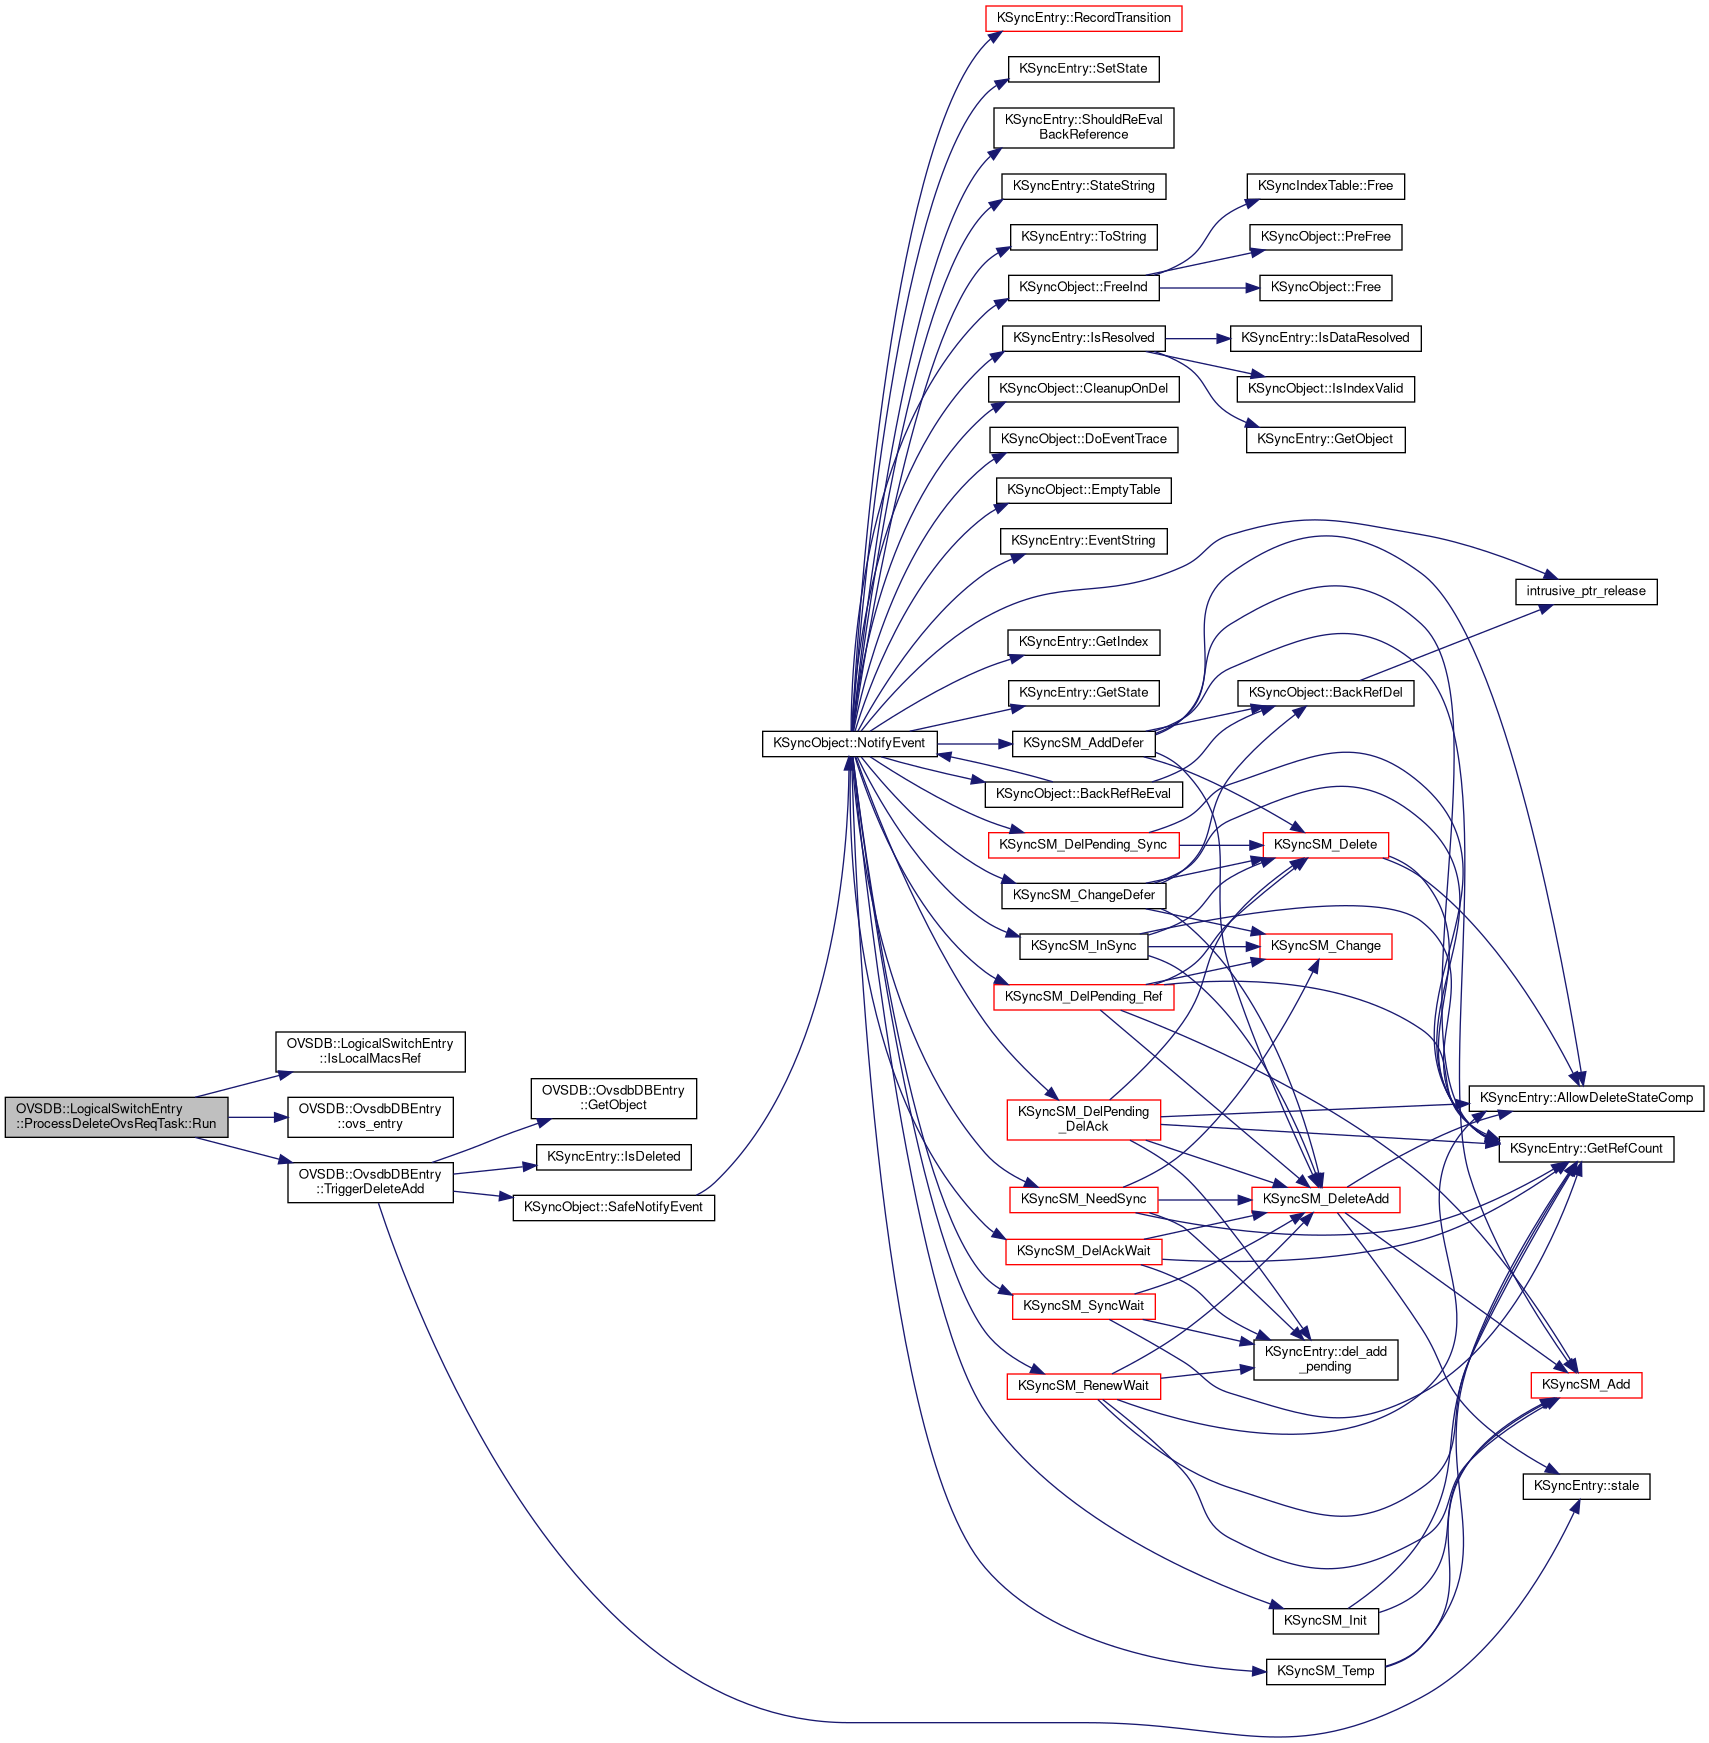 KSyncEntry::RecordTransition
KSyncEntry::SetState
KSyncEntry::ShouldReEval
BackReference
KSyncEntry::StateString
KSyncIndexTable::Free
KSyncEntry::ToString
KSyncObject::PreFree
KSyncObject::FreeInd
KSyncObject::Free
KSyncEntry::IsResolved
KSyncEntry::IsDataResolved
KSyncObject::CleanupOnDel
KSyncObject::IsIndexValid
KSyncObject::DoEventTrace
KSyncEntry::GetObject
KSyncObject::EmptyTable
KSyncEntry::EventString
intrusive_ptr_release
KSyncEntry::GetIndex
KSyncEntry::GetState
KSyncObject::BackRefDel
KSyncObject::NotifyEvent
KSyncSM_AddDefer
KSyncObject::BackRefReEval
KSyncSM_DelPending_Sync
KSyncSM_Delete
KSyncSM_ChangeDefer
KSyncSM_InSync
KSyncSM_Change
KSyncSM_DelPending_Ref
OVSDB::LogicalSwitchEntry
::IsLocalMacsRef
OVSDB::LogicalSwitchEntry
::ProcessDeleteOvsReqTask::Run
OVSDB::OvsdbDBEntry
::ovs_entry
OVSDB::OvsdbDBEntry
::GetObject
KSyncSM_DelPending
_DelAck
KSyncEntry::AllowDeleteStateComp
KSyncEntry::IsDeleted
KSyncEntry::GetRefCount
OVSDB::OvsdbDBEntry
::TriggerDeleteAdd
KSyncObject::SafeNotifyEvent
KSyncSM_NeedSync
KSyncSM_DeleteAdd
KSyncSM_DelAckWait
KSyncSM_SyncWait
KSyncEntry::del_add
_pending
KSyncSM_RenewWait
KSyncSM_Add
KSyncEntry::stale
KSyncSM_Init
KSyncSM_Temp